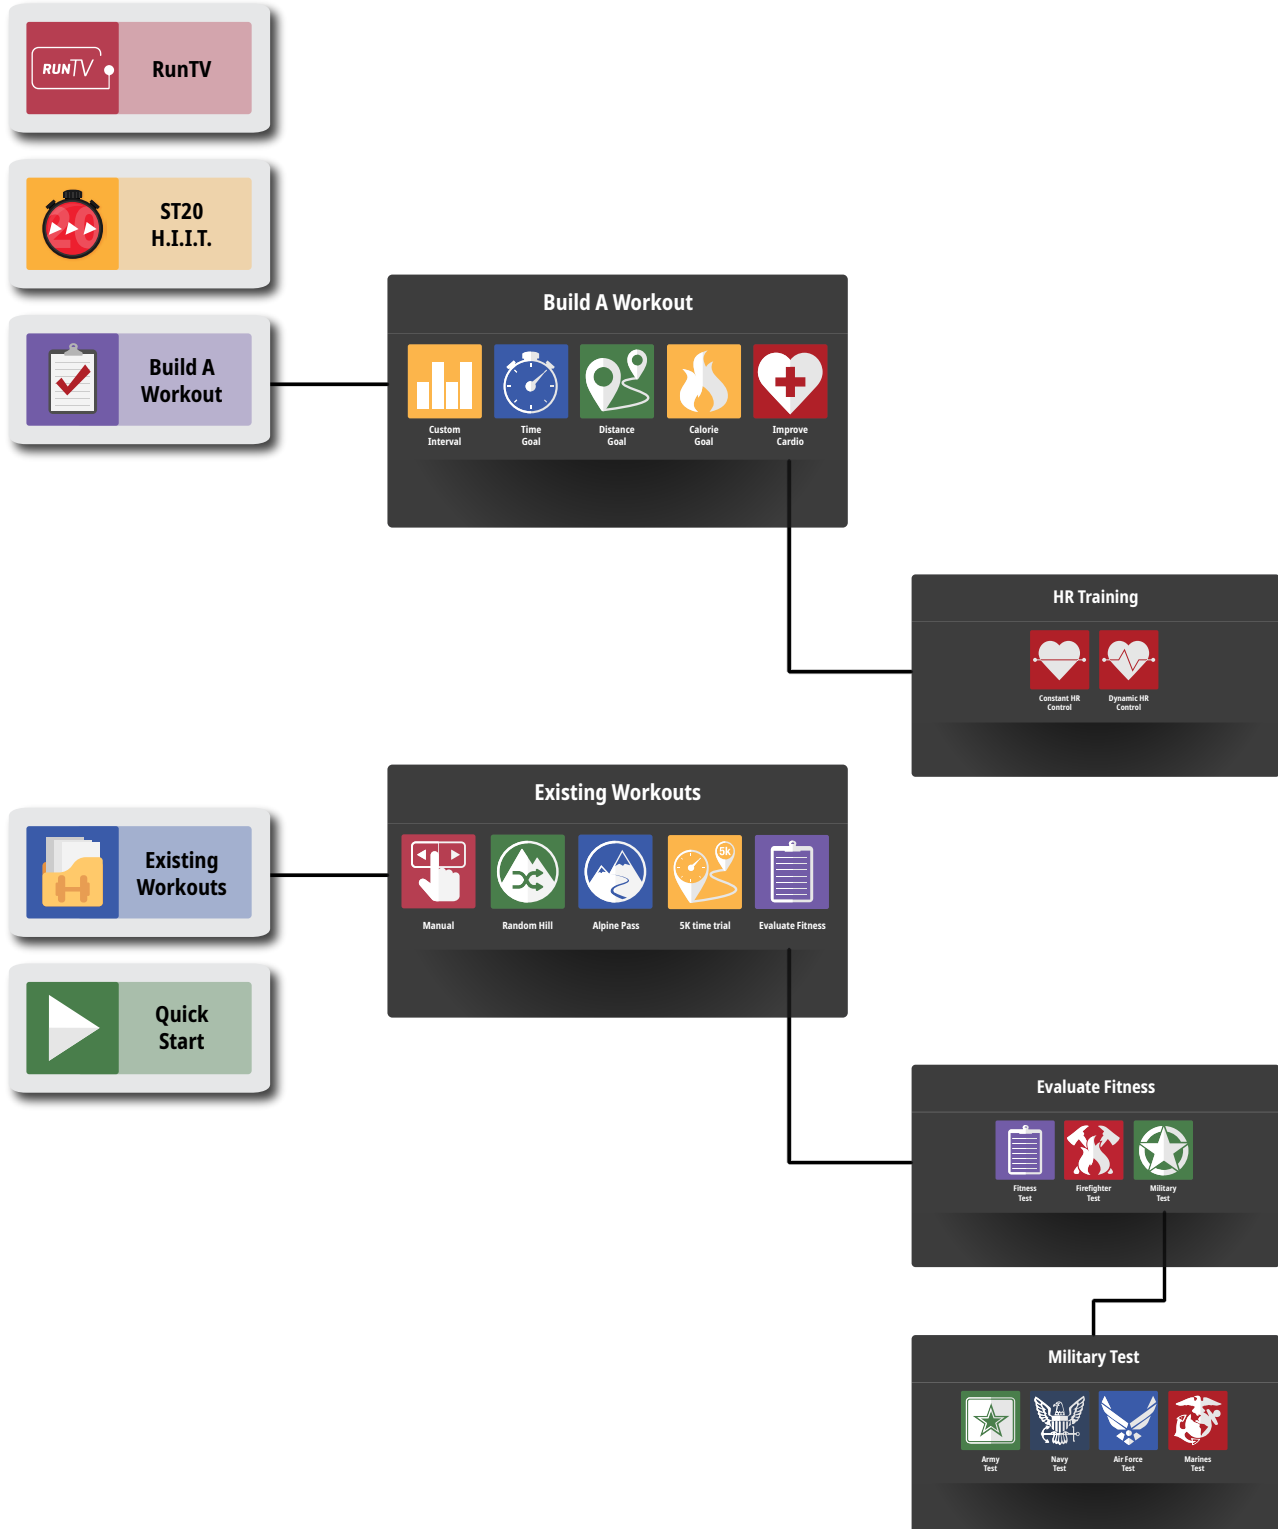 RUNTV
RunTV
20
ST20
H.I.I.T.
Build A
Workout
Build A Workout
Custom
Interval
Time
Goal
Distance
Goal
Calorie
Goal
Improve
Cardio
HR Training
Constant HR
Control
Dynamic HR
Control
Existing
Workouts
Existing Workouts
5k
Manual
Random Hill
Alpine Pass
5K time trial
Evaluate Fitness
Quick
Start
Evaluate Fitness
Fitness
Test
Firefighter
Test
Military
Test
Military Test
Army
Test
Navy
Test
Air Force
Test
Marines
Test